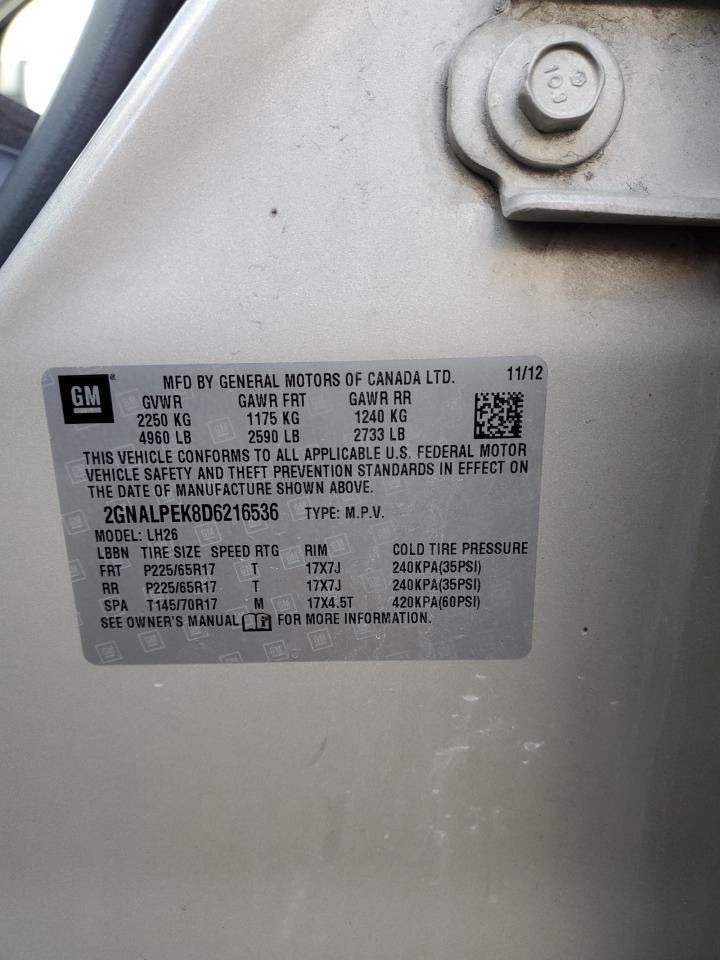 109
GM
MFD BY GENERAL MOTORS OF CANADA LTD. 11/12
GVWR GAWR FRT GAWR RR
2250 KG 1175 KG 1240 KG
4960 LB 2590 LB 2733 LB
THIS VEHICLE CONFORMS TO ALL APPLICABLE U.S. FEDERAL MOTOR
VEHICLE SAFETY AND THEFT PREVENTION STANDARDS IN EFFECT ON
THE DATE OF MANUFACTURE SHOWN ABOVE.
2GNALPEK8D6216536 TYPE: M.P.V.
MODEL: LH26
LBBN TIRE SIZE SPEED RTG RIM COLD TIRE PRESSURE
FRT P225/65R17 T 17X7J 240KPA(35PSI)
RR P225/65R17 T 17X7J 240KPA(35PSI)
SPA T145/70R17 M 17X4.5T 420KPA(60PSI)
SEE OWNER'S MANUAL FOR MORE INFORMATION.